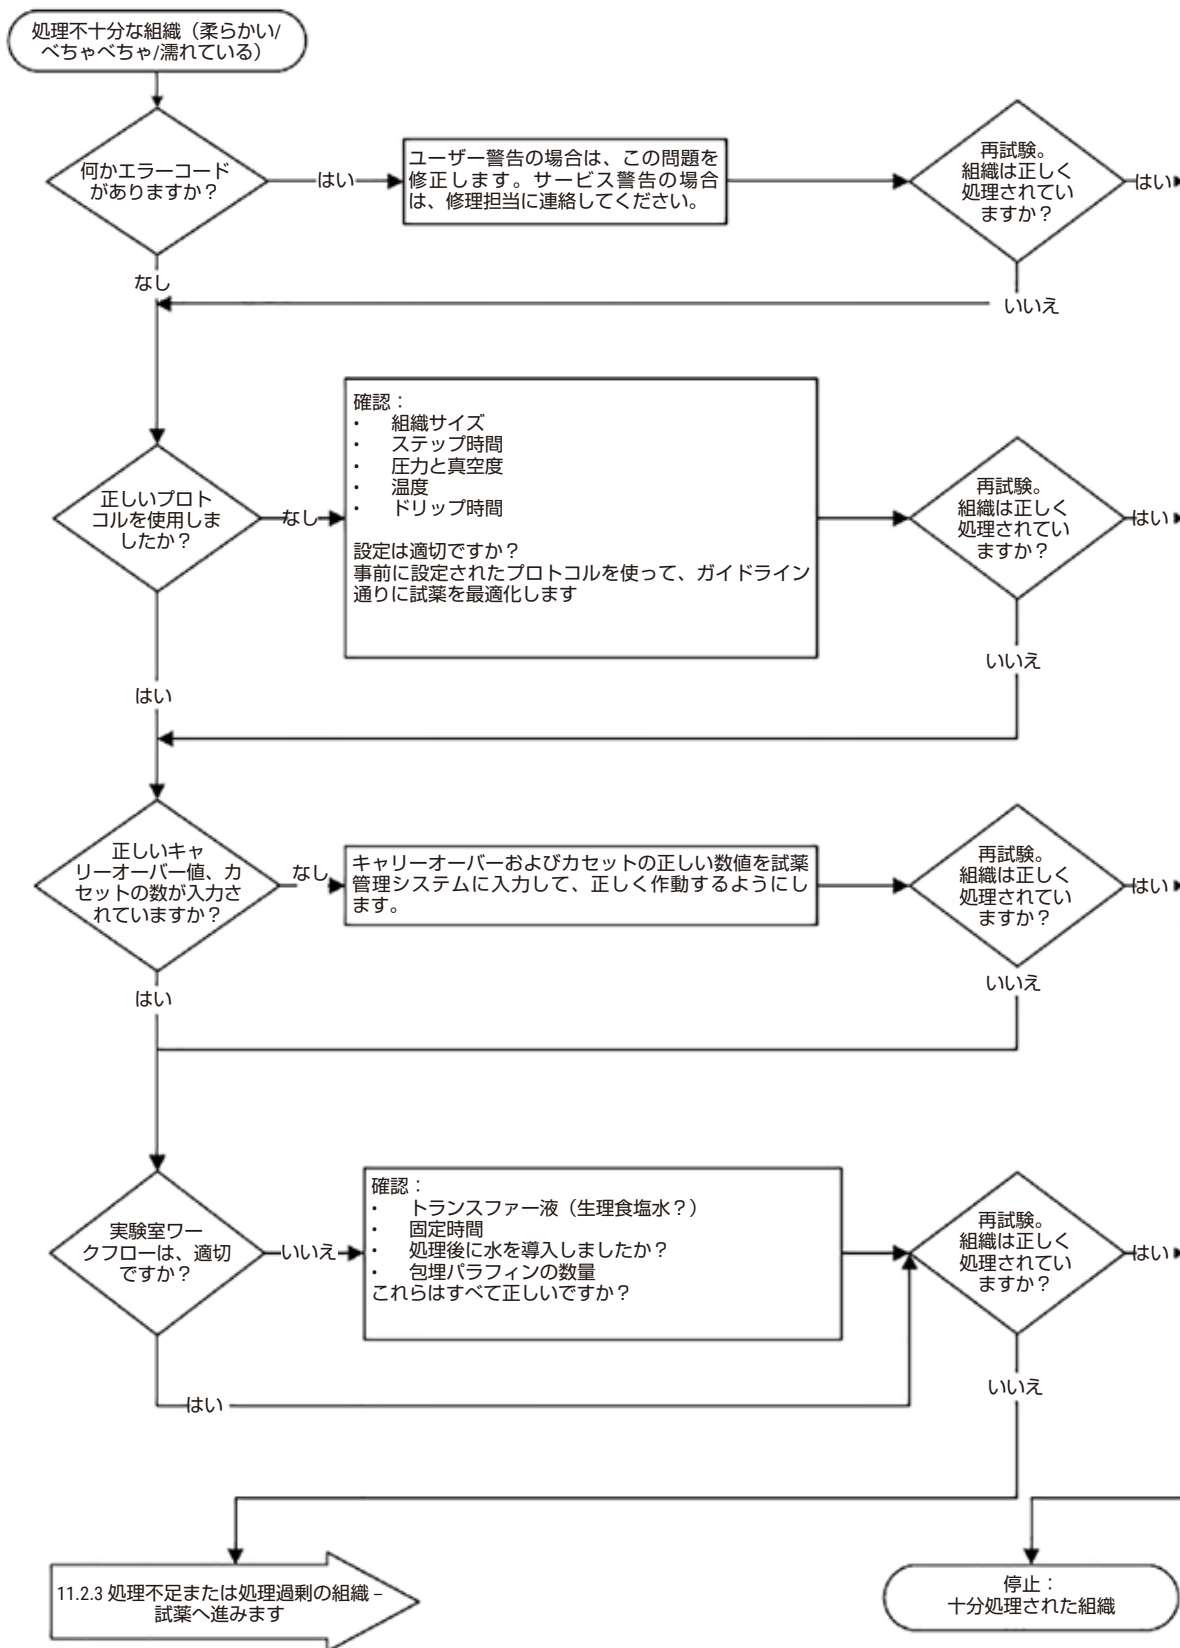 処理不十分な組織（柔らかい/
べちゃべちゃ/濡れている）
何かエラーコード
がありますか？
はい
ユーザー警告の場合は、この問題を
修正します。サービス警告の場合
は、修理担当に連絡してください。
再試験。
組織は正しく
処理されてい
ますか？
はい
なし
いいえ
正しいプロト
コルを使用しま
したか？
なし
確認：
・ 組織サイズ
・ ステップ時間
・ 圧力と真空度
・ 温度
・ ドリップ時間
設定は適切ですか？
事前に設定されたプロトコルを使って、ガイドライン
通りに試薬を最適化します
再試験。
組織は正しく
処理されてい
ますか？
はい
はい
いいえ
正しいキャ
リーオーバー値、カ
セットの数が入力さ
れていますか？
なし
キャリーオーバーおよびカセットの正しい数値を試薬
管理システムに入力して、正しく作動するようにし
ます。
再試験。
組織は正しく
処理されてい
ますか？
はい
はい
いいえ
実験室ワー
クフローは、適切
ですか？
いいえ
確認：
・ トランスファー液（生理食塩水？）
・ 固定時間
・ 処理後に水を導入しましたか？
・ 包埋パラフィンの数量
これらはすべて正しいですか？
再試験。
組織は正しく
処理されてい
ますか？
はい
はい
いいえ
11.2.3 処理不足または処理過剰の組織 –
試薬へ進みます
停止：
十分処理された組織